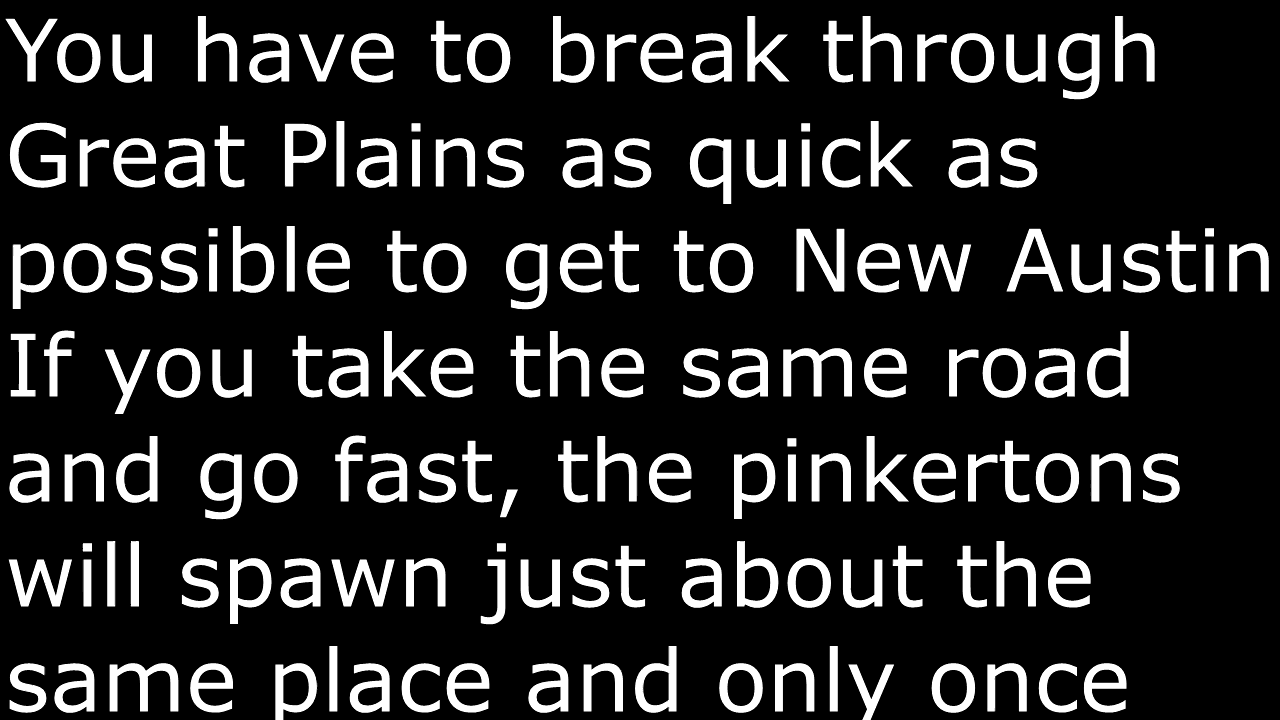 You have to break through
Great Plains as quick as
possible to get to New Austin
If you take the same road
and go fast, the pinkertons
will spawn just about the
same place and only once